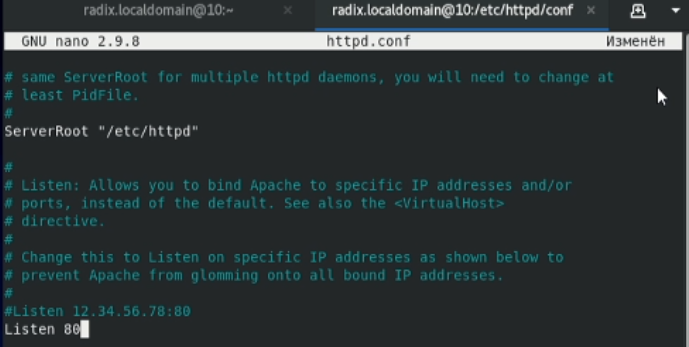 radix.localdomain@10:~ × radix.localdomain@10:/etc/httpd/conf ×
GNU nano 2.9.8 httpd.conf Изменён
# same ServerRoot for multiple httpd daemons, you will need to change at
# least PidFile.
#
ServerRoot "/etc/httpd"
#
# Listen: Allows you to bind Apache to specific IP addresses and/or
# ports, instead of the default. See also the <VirtualHost>
# directive.
#
# Change this to Listen on specific IP addresses as shown below to
# prevent Apache from glomming onto all bound IP addresses.
#
#Listen 12.34.56.78:80
Listen 80